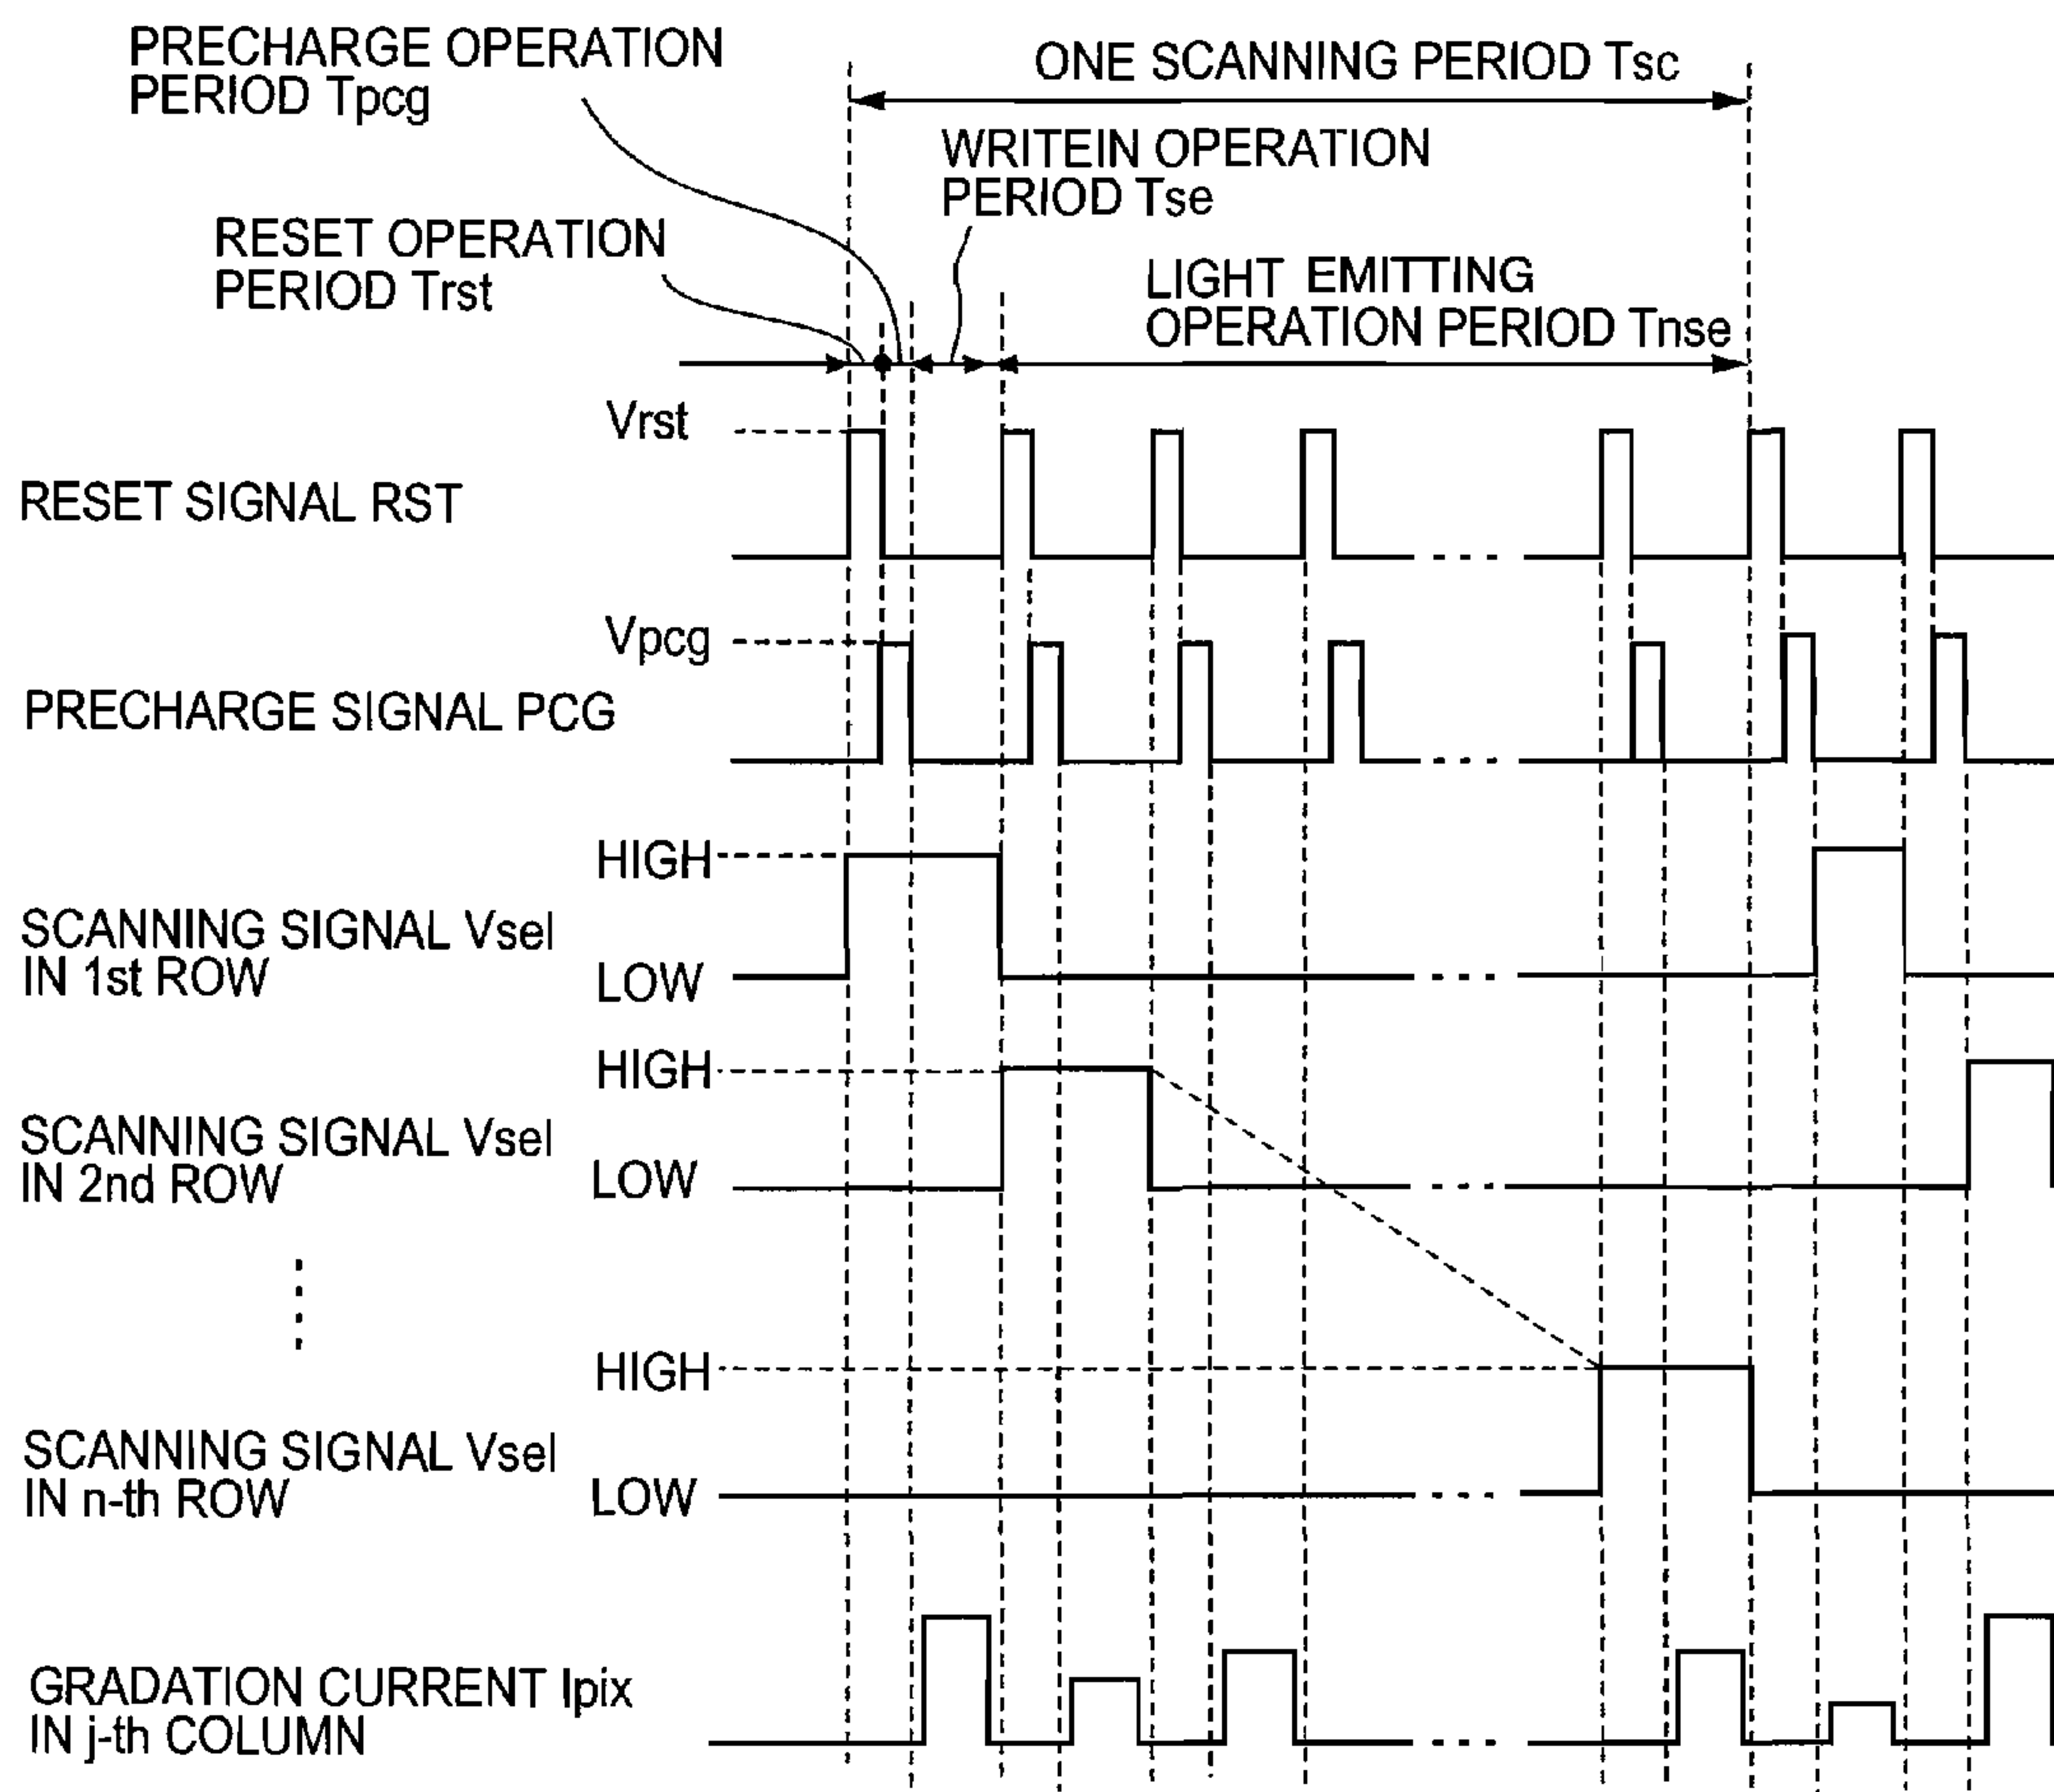 PRECHARGE OPERATION
PERIOD Tpcg
ONE SCANNING PERIOD Tsc
WRITEIN OPERATION
PERIOD Tse
RESET OPERATION
PERIOD Trst
LIGHT EMITTING
OPERATION PERIOD Tnse
Vrst
RESET SIGNAL RST
Vpcg
PRECHARGE SIGNAL PCG
HIGH
SCANNING SIGNAL Vsel
IN 1st ROW
LOW
HIGH
SCANNING SIGNAL Vsel
IN 2nd ROW
LOW
HIGH
SCANNING SIGNAL Vsel
IN n-th ROW
LOW
GRADATION CURRENT Ipix
IN j-th COLUMN